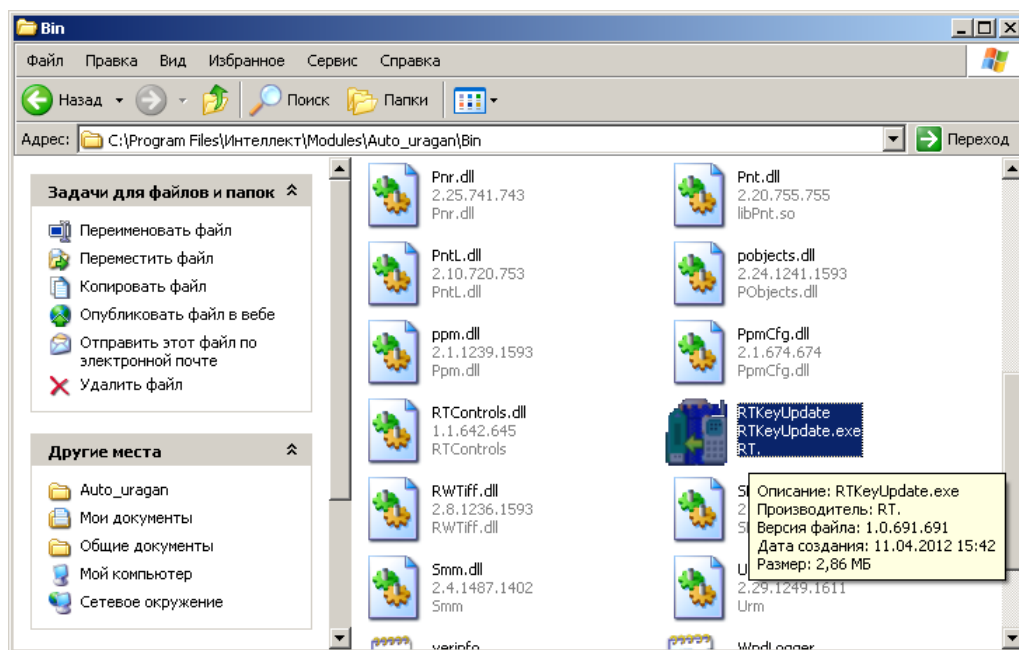 Bin
Файл Правка Вид Избранное Сервис Справка
Назад Поиск Папки
Адрес: C:\Program Files\Интеллект\Modules\Auto_uragan\Bin Переход
Задачи для файлов и папок
Переименовать файл
Переместить файл
Копировать файл
Опубликовать файл в вебе
Отправить этот файл по
электронной почте
Удалить файл
Другие места
Auto_uragan
Мои документы
Общие документы
Мой компьютер
Сетевое окружение
Pnr.dll
2.25.741.743
Pnr.dll
Pnt.dll
2.20.755.755
libPnt.so
PntL.dll
2.10.720.753
PntL.dll
pobjects.dll
2.24.1241.1593
PObjects.dll
ppm.dll
2.1.1239.1593
Ppm.dll
PpmCfg.dll
2.1.674.674
PpmCfg.dll
RTControls.dll
1.1.642.645
RTControls
RTKeyUpdate
RTKeyUpdate.exe
RT.
RWTiff.dll
2.8.1236.1593
RWTiff.dll
Описание: RTKeyUpdate.exe
Производитель: RT.
Версия файла: 1.0.691.691
Дата создания: 11.04.2012 15:42
Размер: 2,86 МБ
Smm.dll
2.4.1487.1402
Smm
2.29.1249.1611
Urm
verinfo
WndLogger